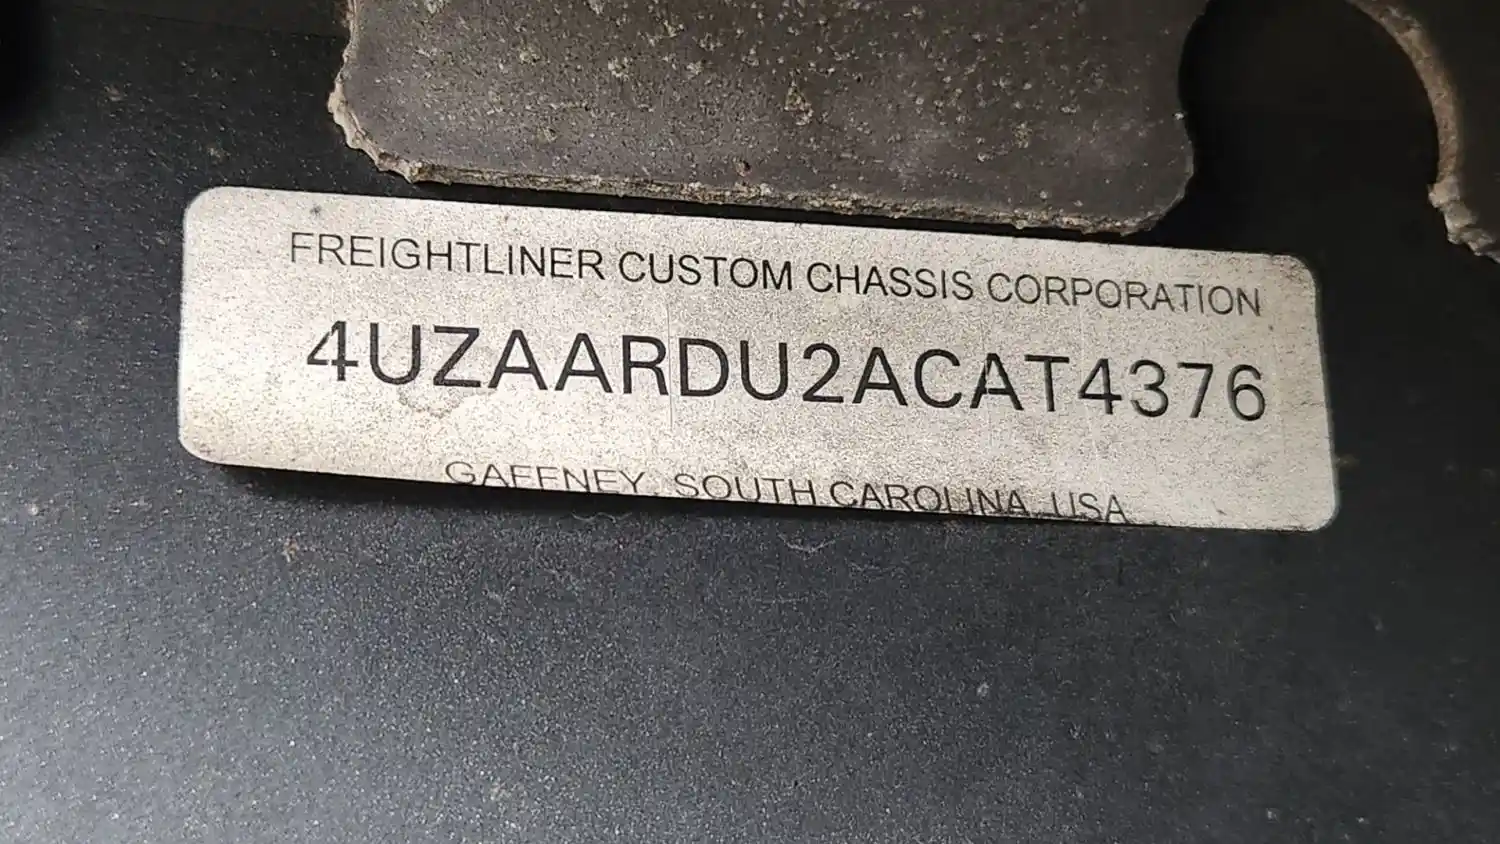 FREIGHTLINER CUSTOM CHASSIS CORPORATION
4UZAARDU2ACAT4376
GAFFNEY, SOUTH CAROLINA, USA